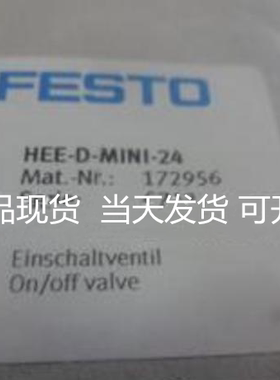 FESTO
HEE-D-MINI-24
Mat.-Nr.: 172956
品现货 当天发货 可开
Einschaltventil
On/off valve